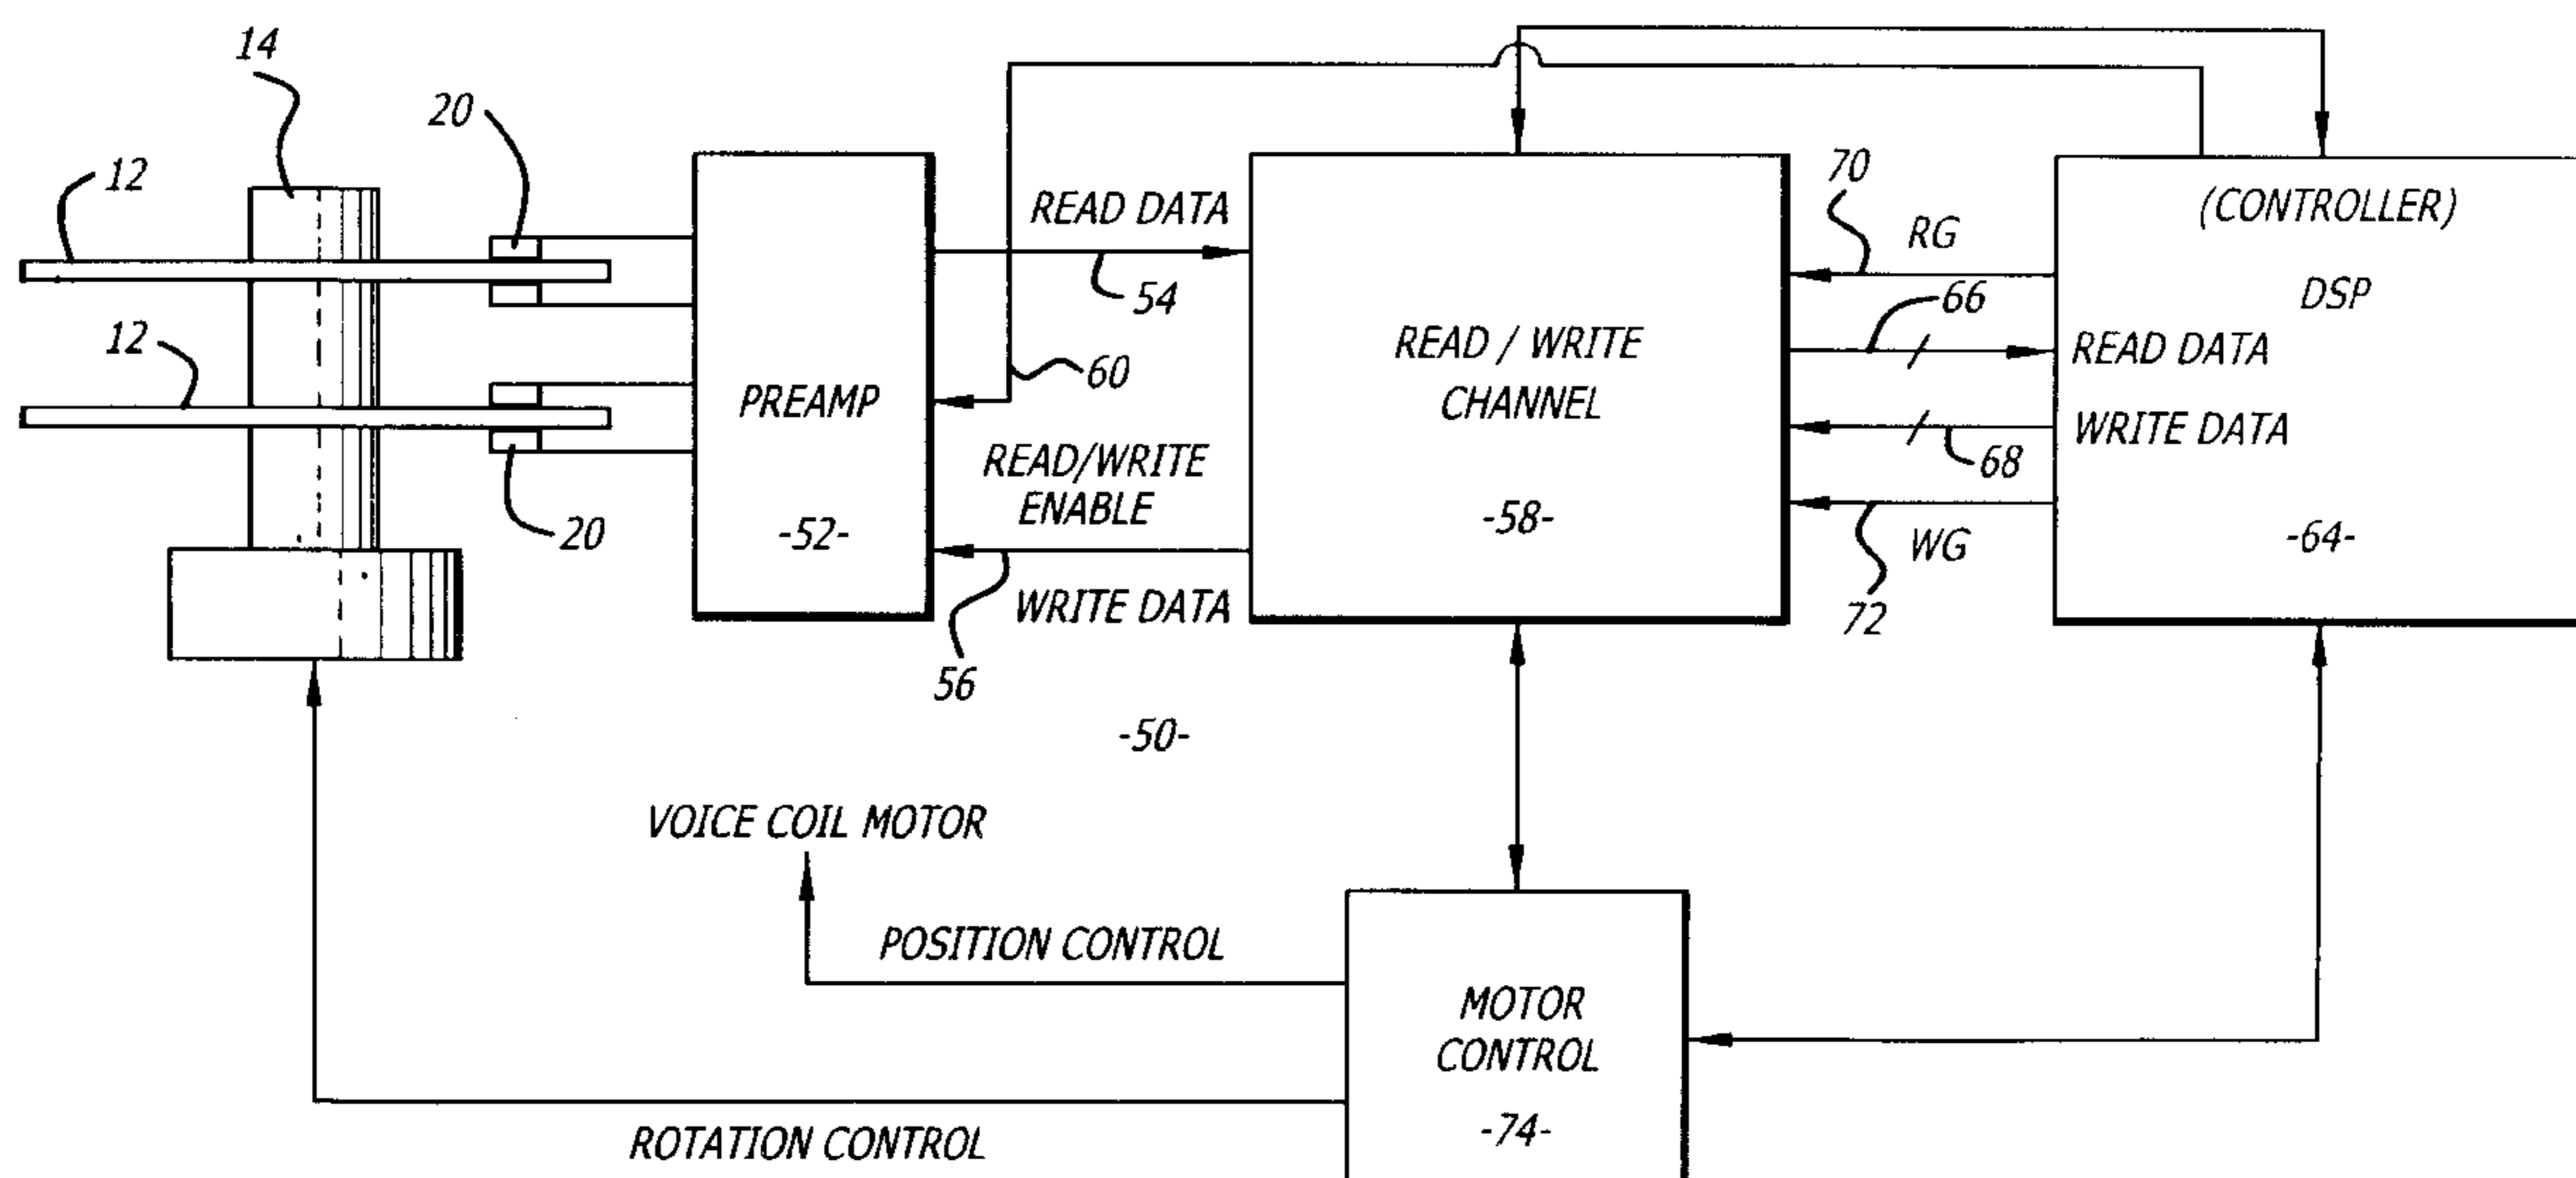 14
20
12
12
20
PREAMP
-52-
READ DATA
54
60
READ/WRITE
ENABLE
WRITE DATA
56
READ / WRITE
CHANNEL
-58-
70
RG
66
68
72
WG
(CONTROLLER)
DSP
READ DATA
WRITE DATA
-64-
-50-
VOICE COIL MOTOR
POSITION CONTROL
MOTOR
CONTROL
-74-
ROTATION CONTROL